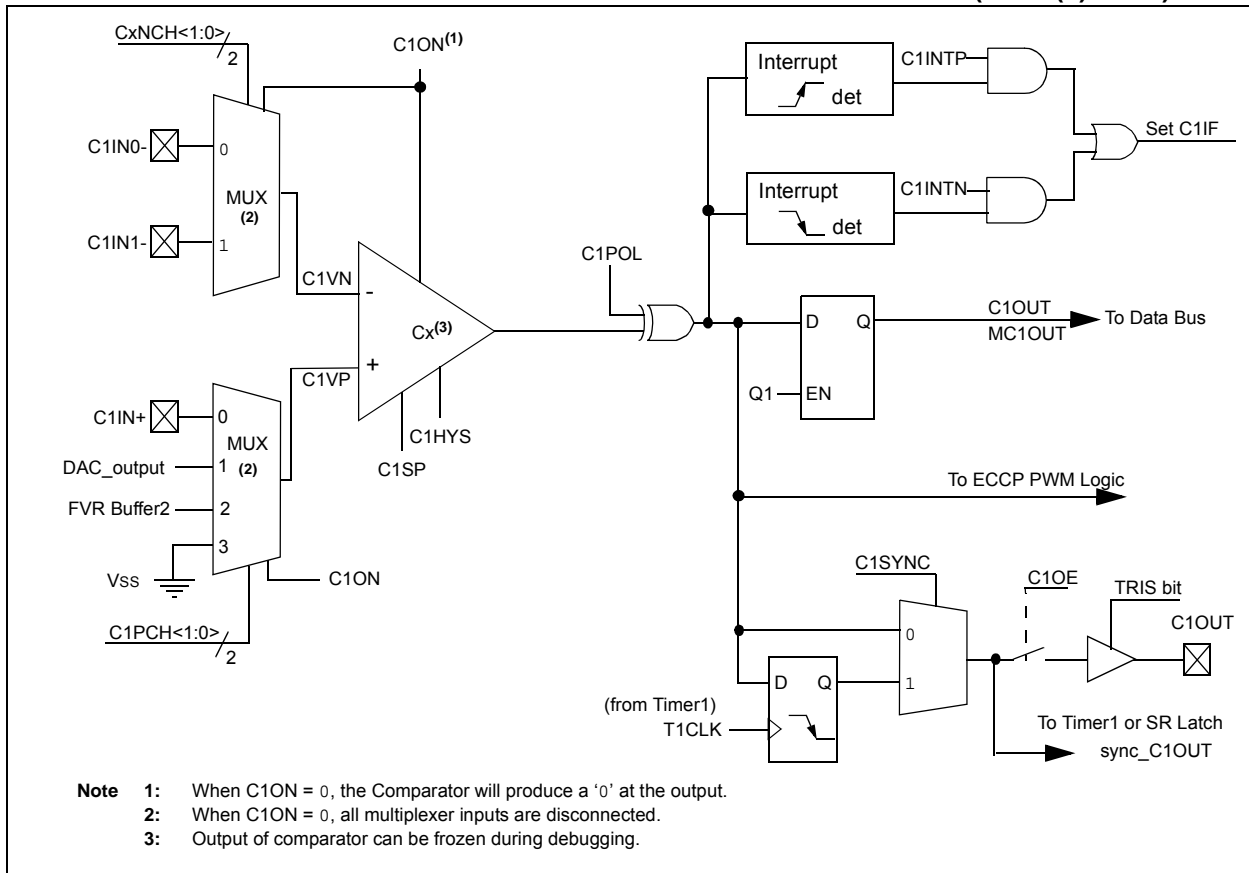 CxNCH<1:0>
2
C1ON(1)
C1IN0-
0
MUX
(2)
C1IN1-
1
C1VN
-
Cx(3)
+
C1VP
C1HYS
C1SP
C1IN+
0
MUX
(2)
DAC_output
1
FVR Buffer2
2
3
VSS
C1ON
C1PCH<1:0>
2
C1POL
Interrupt
det
C1INTP
Set C1IF
Interrupt
det
C1INTN
D Q
EN
Q1
C1OUT
MC1OUT
To Data Bus
To ECCP PWM Logic
C1SYNC
0
1
C1OE
TRIS bit
C1OUT
D Q
(from Timer1)
T1CLK
To Timer1 or SR Latch
sync_C1OUT
Note 1: When C1ON = 0, the Comparator will produce a ‘0’ at the output.
2: When C1ON = 0, all multiplexer inputs are disconnected.
3: Output of comparator can be frozen during debugging.